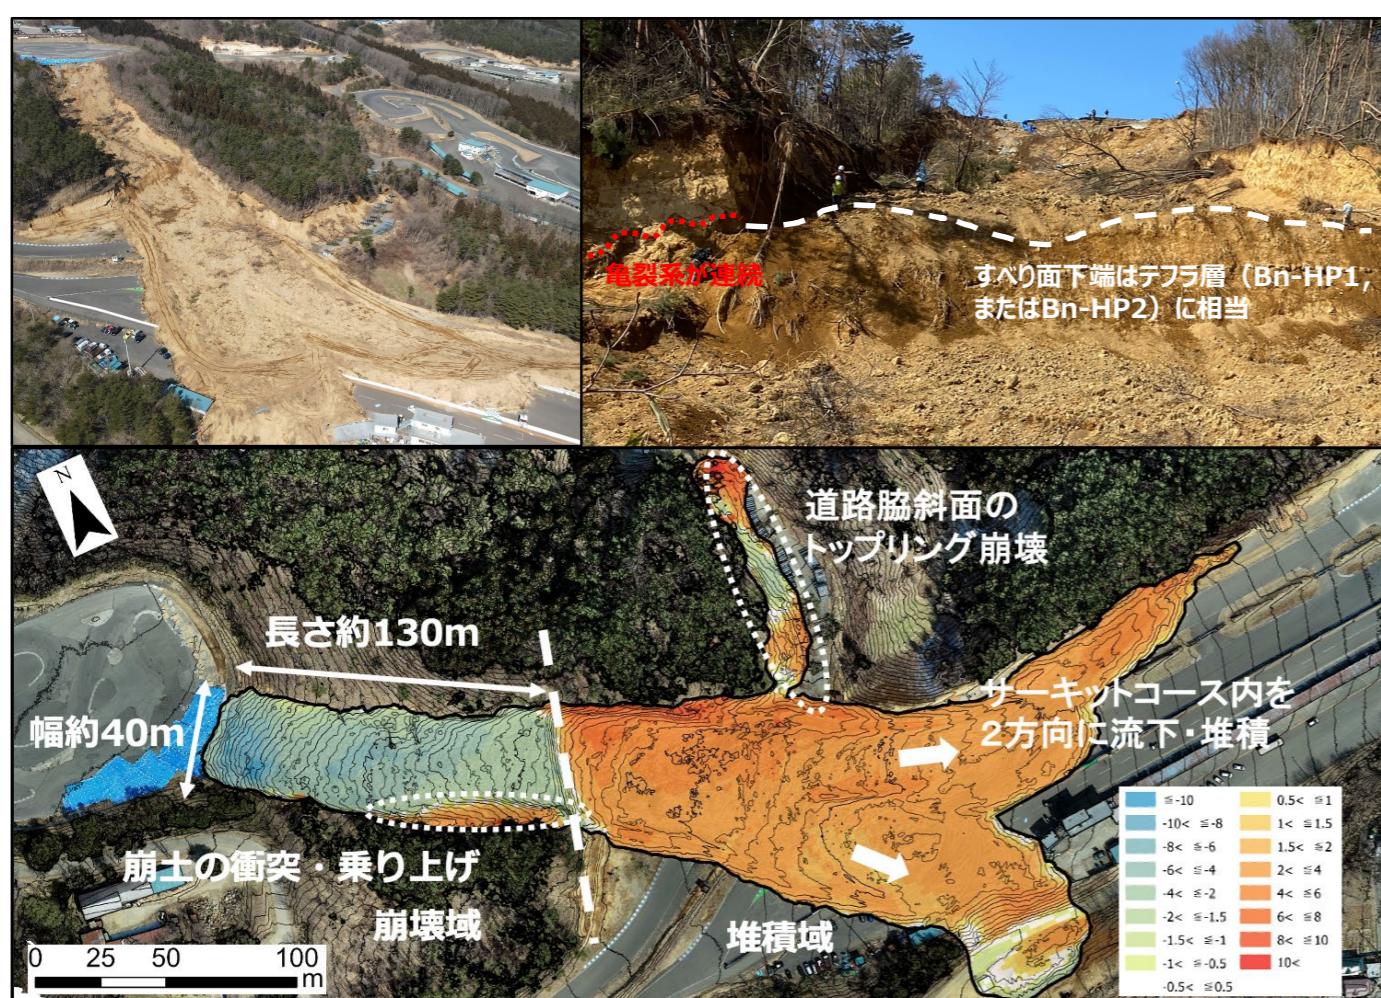 亀裂系が連続
すべり面下端はテフラ層（Bn-HP1,
またはBn-HP2）に相当
N
道路脇斜面の
トップリング崩壊
長さ約130m
幅約40m
サーキットコース内を
2方向に流下・堆積
崩土の衝突・乗り上げ
崩壊域
堆積域
0 25 50 100
m
≦-10
-10< ≦-8
-8< ≦-6
-6< ≦-4
-4< ≦-2
-2< ≦-1.5
-1.5< ≦-1
-1< ≦-0.5
-0.5< ≦0.5
0.5< ≦1
1< ≦1.5
1.5< ≦2
2< ≦4
4< ≦6
6< ≦8
8< ≦10
10<